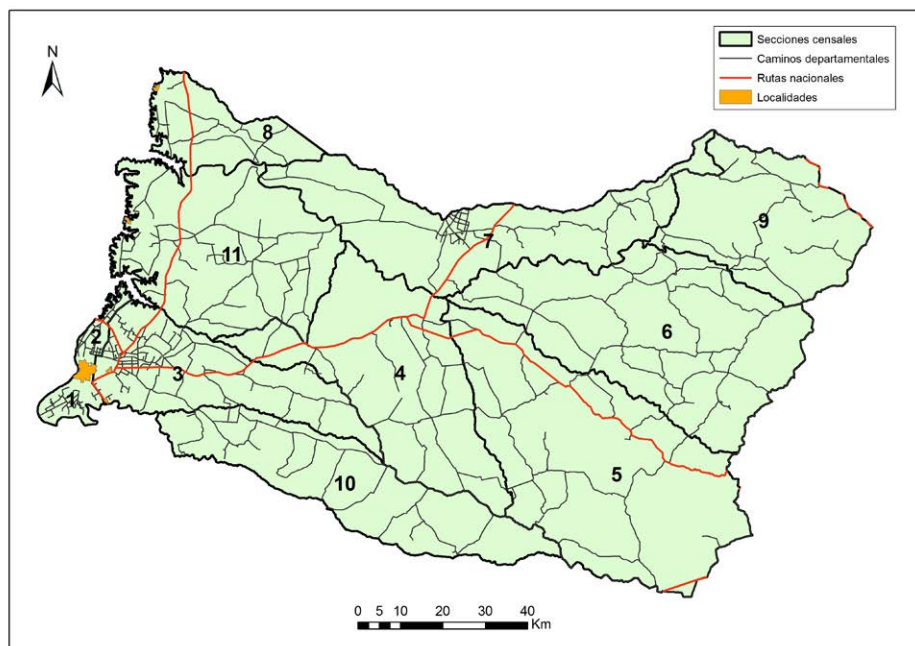 N
Secciones censales
Caminos departamentales
Rutas nacionales
Localidades
8
9
7
11
6
2
3
4
1
5
10
0 5 10 20 30 40
Km